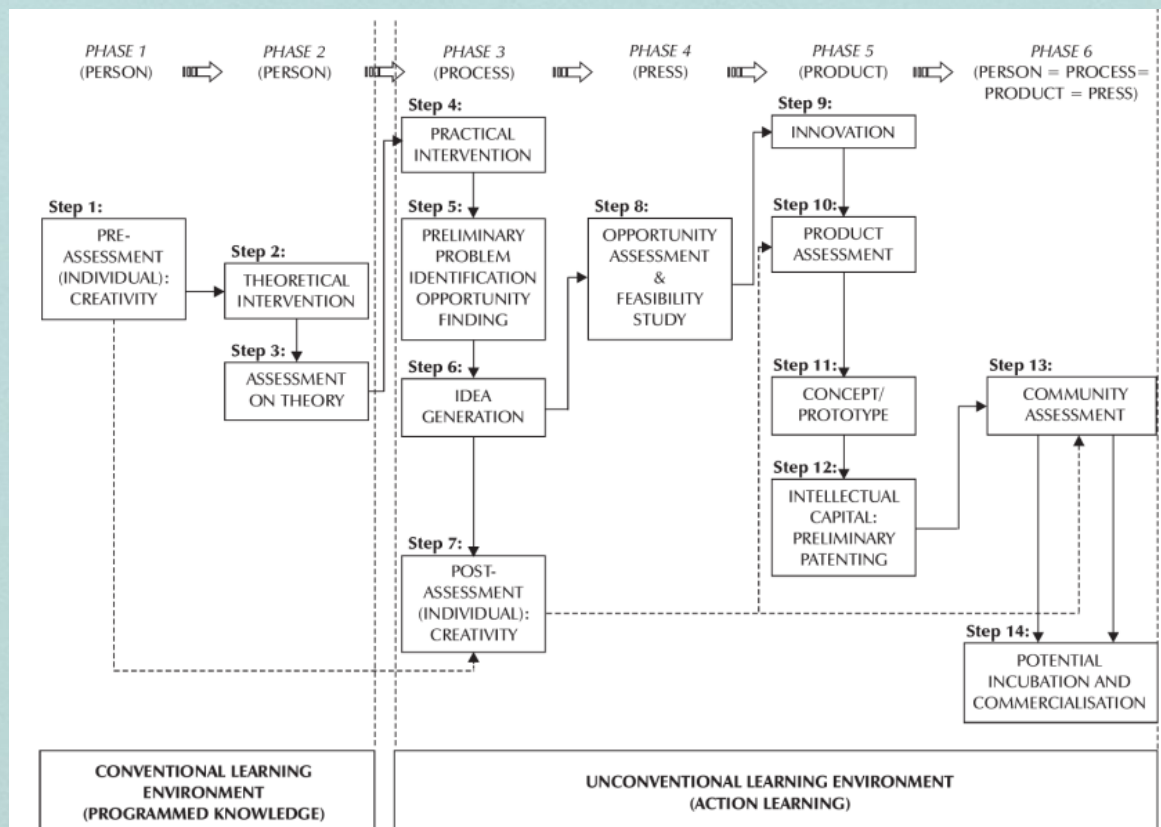 PHASE 1
(PERSON)
PHASE 2
(PERSON)
PHASE 3
(PROCESS)
PHASE 4
(PRESS)
PHASE 5
(PRODUCT)
PHASE 6
(PERSON = PROCESS=
PRODUCT = PRESS)
Step 1:
PRE-
ASSESSMENT
(INDIVIDUAL):
CREATIVITY
Step 2:
THEORETICAL
INTERVENTION
Step 3:
ASSESSMENT
ON THEORY
Step 4:
PRACTICAL
INTERVENTION
Step 5:
PRELIMINARY
PROBLEM
IDENTIFICATION
OPPORTUNITY
FINDING
Step 6:
IDEA
GENERATION
Step 7:
POST-
ASSESSMENT
(INDIVIDUAL):
CREATIVITY
Step 8:
OPPORTUNITY
ASSESSMENT
&
FEASIBILITY
STUDY
Step 9:
INNOVATION
Step 10:
PRODUCT
ASSESSMENT
Step 11:
CONCEPT/
PROTOTYPE
Step 12:
INTELLECTUAL
CAPITAL:
PRELIMINARY
PATENTING
Step 13:
COMMUNITY
ASSESSMENT
Step 14:
POTENTIAL
INCUBATION AND
COMMERCIALISATION
CONVENTIONAL LEARNING
ENVIRONMENT
(PROGRAMMED KNOWLEDGE)
UNCONVENTIONAL LEARNING ENVIRONMENT
(ACTION LEARNING)